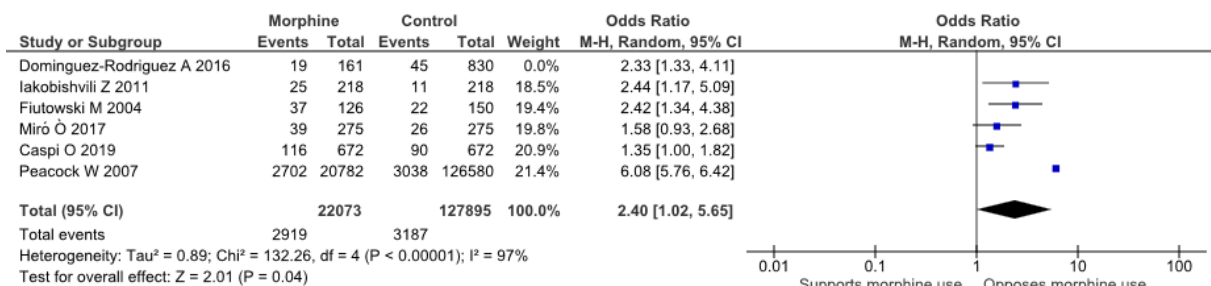 Morphine Control Odds Ratio Odds Ratio
Study or Subgroup Events Total Events Total Weight M-H, Random, 95% CI M-H, Random, 95% CI
Dominguez-Rodriguez A 2016 19 161 45 830 0.0% 2.33 [1.33, 4.11]
Iakobishvili Z 2011 25 218 11 218 18.5% 2.44 [1.17, 5.09]
Fiutowski M 2004 37 126 22 150 19.4% 2.42 [1.34, 4.38]
Miró Ò 2017 39 275 26 275 19.8% 1.58 [0.93, 2.68]
Caspi O 2019 116 672 90 672 20.9% 1.35 [1.00, 1.82]
Peacock W 2007 2702 20782 3038 126580 21.4% 6.08 [5.76, 6.42]
Total (95% CI) 22073 127895 100.0% 2.40 [1.02, 5.65]
Total events 2919 3187
Heterogeneity: Tau² = 0.89; Chi² = 132.26, df = 4 (P < 0.00001); I² = 97%
Test for overall effect: Z = 2.01 (P = 0.04)
0.01 0.1 1 10 100
Supports morphine use Opposes morphine use